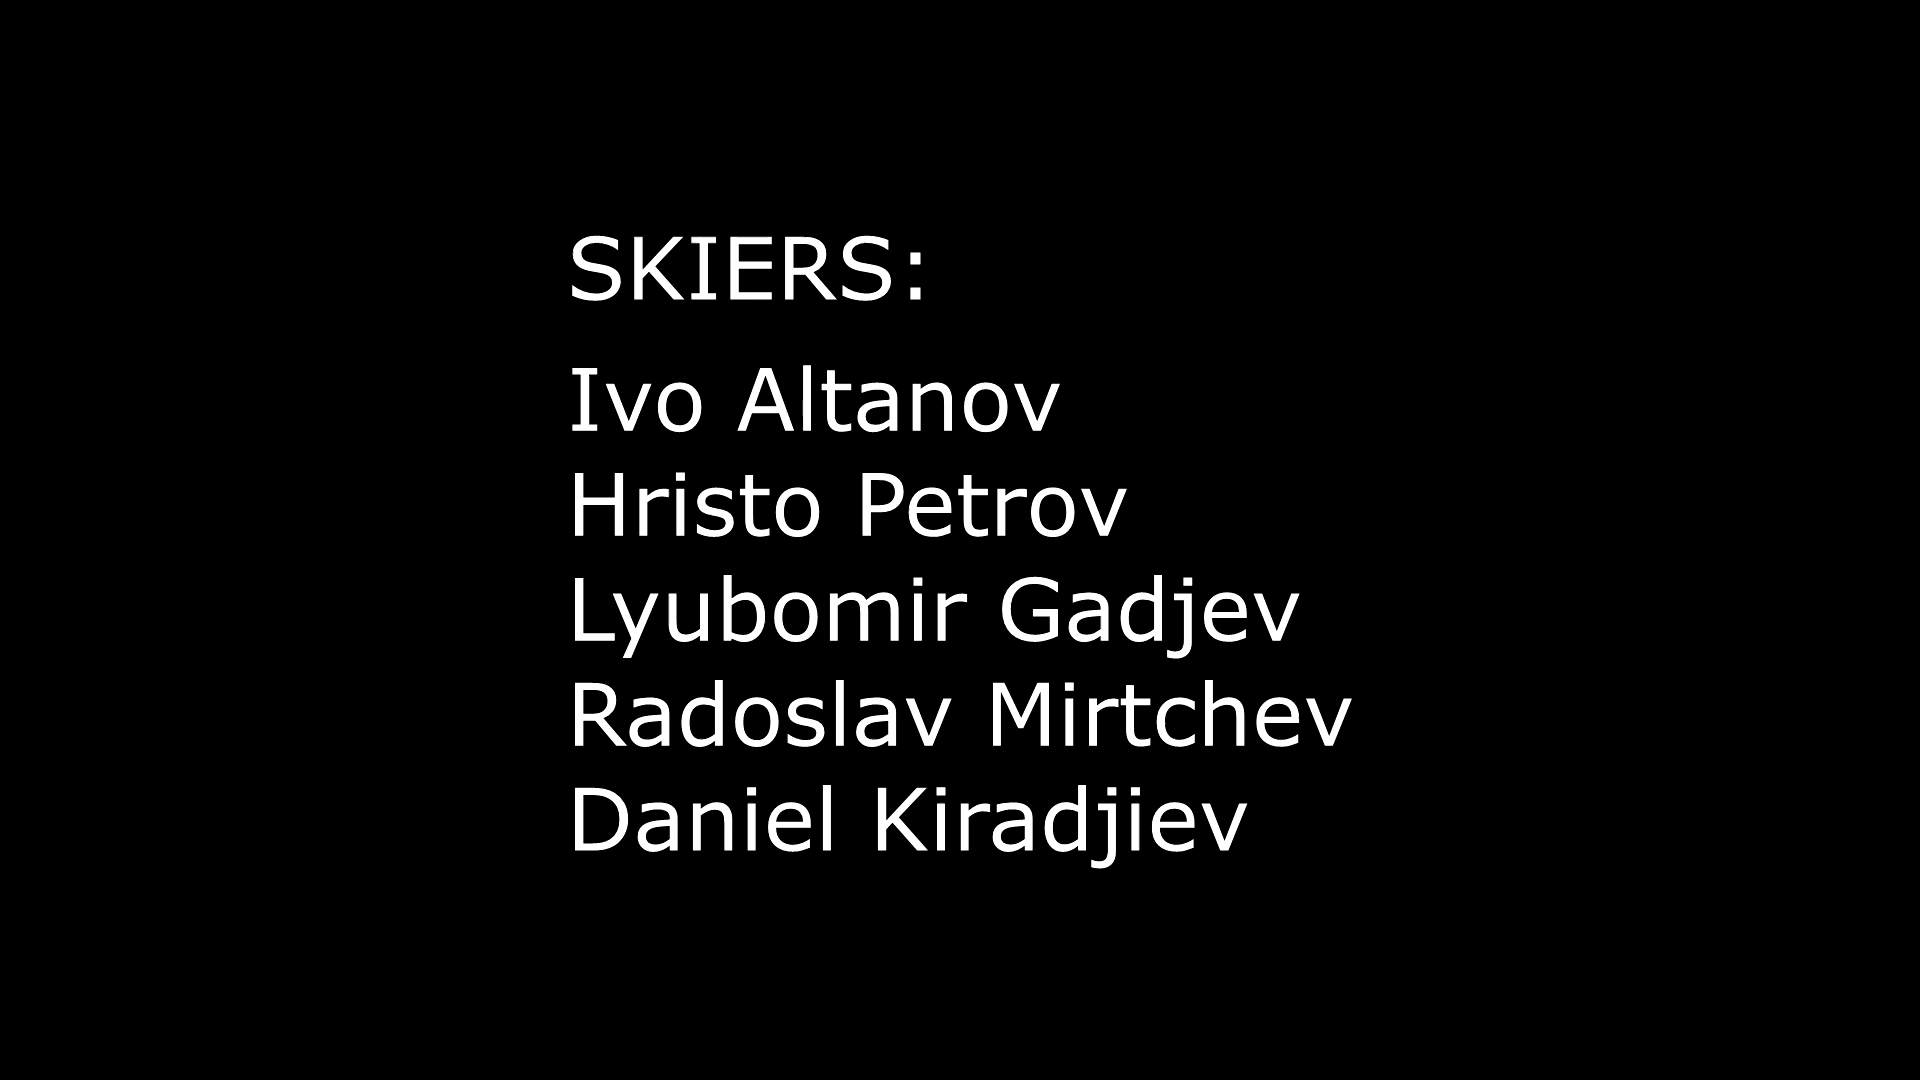 SKIERS:
Ivo Altanov
Hristo Petrov
Lyubomir Gadjev
Radoslav Mirtchev
Daniel Kiradjiev